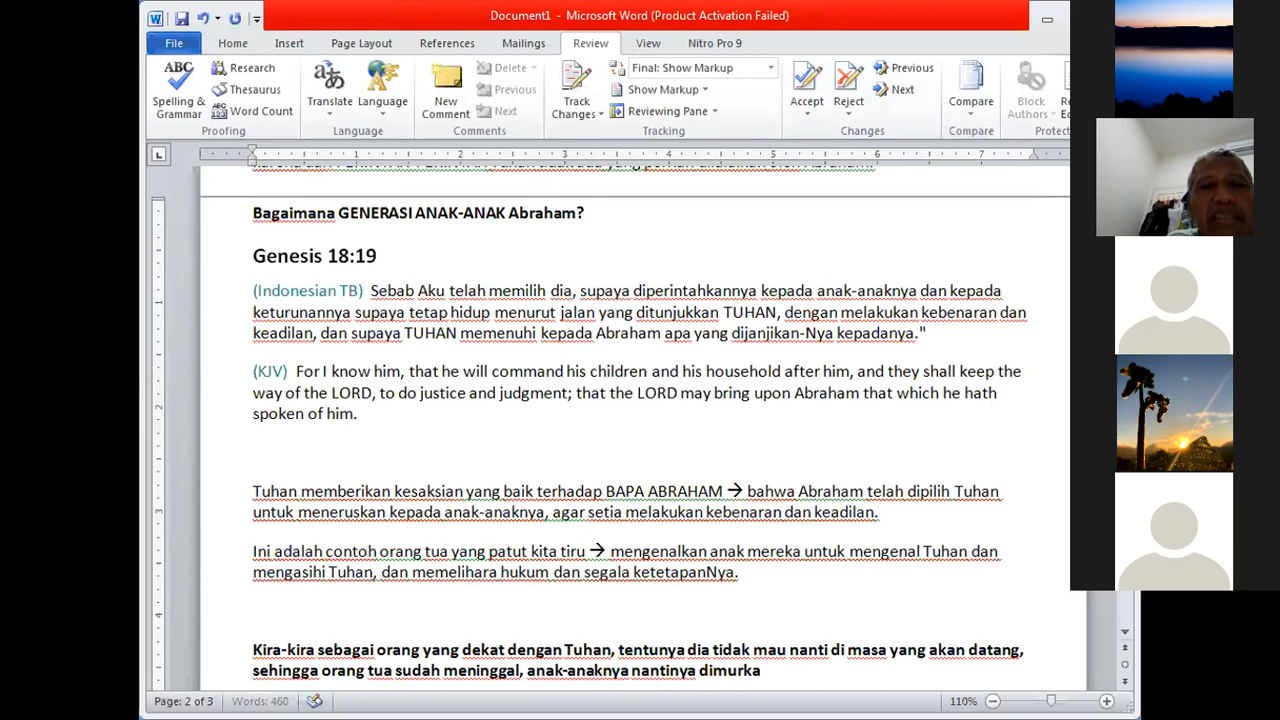 Document1 - Microsoft Word (Product Activation Failed)
File Home Insert Page Layout References Mailings Review View Nitro Pro 9
ABC
Spelling & Grammar
Research
Thesaurus
Word Count
Proofing
Translate
Language
Language
New Comment
Delete
Previous
Next
Comments
Track Changes
Final: Show Markup
Show Markup
Reviewing Pane
Tracking
Accept
Reject
Previous
Next
Changes
Compare
Compare
Block Authors
Protect
1 2 3 4 5 6 7
Bagaimana GENERASI ANAK-ANAK Abraham?
Genesis 18:19
(Indonesian TB) Sebab Aku telah memilih dia, supaya diperintahkannya kepada anak-anaknya dan kepada
keturunannya supaya tetap hidup menurut jalan yang ditunjukkan TUHAN, dengan melakukan kebenaran dan
keadilan, dan supaya TUHAN memenuhi kepada Abraham apa yang dijanjikan-Nya kepadanya."
(KJV) For I know him, that he will command his children and his household after him, and they shall keep the
way of the LORD, to do justice and judgment; that the LORD may bring upon Abraham that which he hath
spoken of him.
Tuhan memberikan kesaksian yang baik terhadap BAPA ABRAHAM → bahwa Abraham telah dipilih Tuhan
untuk meneruskan kepada anak-anaknya, agar setia melakukan kebenaran dan keadilan.
Ini adalah contoh orang tua yang patut kita tiru → mengenalkan anak mereka untuk mengenal Tuhan dan
mengasihi Tuhan, dan memelihara hukum dan segala ketetapanNya.
Kira-kira sebagai orang yang dekat dengan Tuhan, tentunya dia tidak mau nanti di masa yang akan datang,
sehingga orang tua sudah meninggal, anak-anaknya nantinya dimurka
Page: 2 of 3 Words: 460 110%